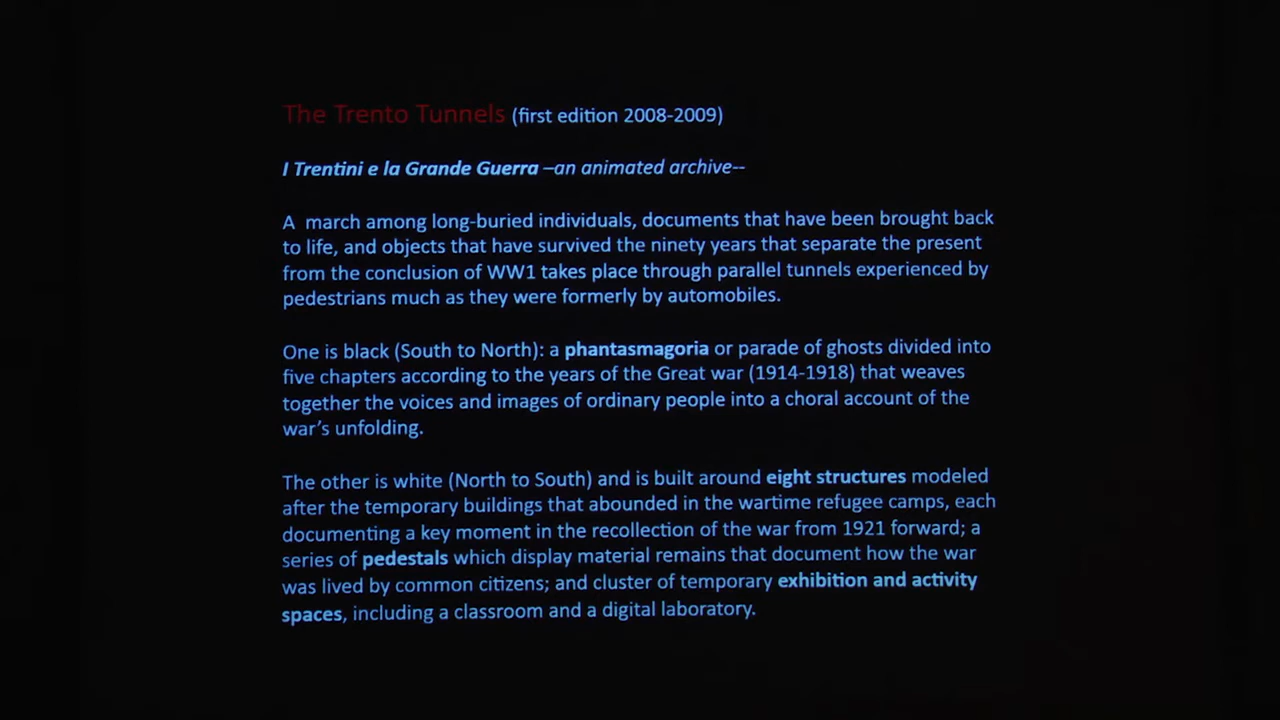 The Trento Tunnels (first edition 2008-2009)
I Trentini e la Grande Guerra –an animated archive--
A  march among long-buried individuals, documents that have been brought back
to life, and objects that have survived the ninety years that separate the present
from the conclusion of WW1 takes place through parallel tunnels experienced by
pedestrians much as they were formerly by automobiles.
One is black (South to North): a phantasmagoria or parade of ghosts divided into
five chapters according to the years of the Great war (1914-1918) that weaves
together the voices and images of ordinary people into a choral account of the
war's unfolding.
The other is white (North to South) and is built around eight structures modeled
after the temporary buildings that abounded in the wartime refugee camps, each
documenting a key moment in the recollection of the war from 1921 forward; a
series of pedestals which display material remains that document how the war
was lived by common citizens; and cluster of temporary exhibition and activity
spaces, including a classroom and a digital laboratory.